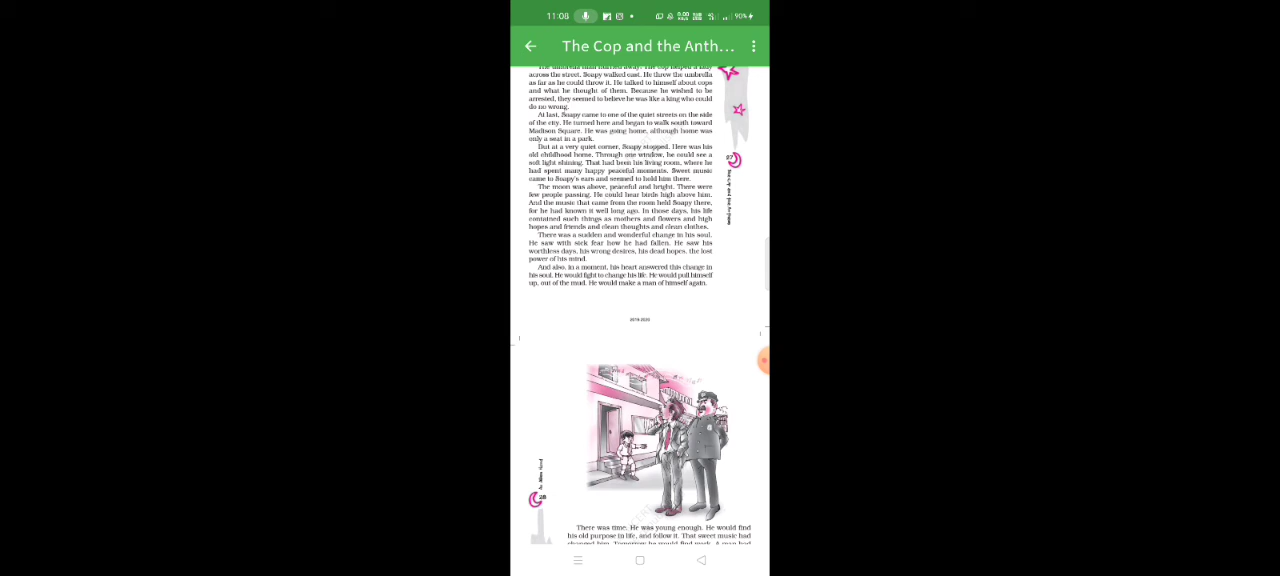 11:08
90%
The Cop and the Anth...
across the street. Soapy walked east. He threw the umbrella
as far as he could throw it. He talked to himself about cops
and what he thought of them. Because he wished to be
arrested, they seemed to believe he was like a king who could
do no wrong.
At last, Soapy came to one of the quiet streets on the side
of the city. He turned here and began to walk south toward
Madison Square. He was going home, although home was
only a seat in a park.
But at a very quiet corner, Soapy stopped. Here was his
old childhood home. Through one window, he could see a
soft light shining. That had been his living room, where he
had spent many happy peaceful moments. Sweet music
came to Soapy's ears and seemed to hold him there.
The moon was above, peaceful and bright. There were
few people passing. He could hear birds high above him.
And the music that came from the room held Soapy there,
for he had known it well long ago. In those days, his life
contained such things as mothers and flowers and high
hopes and friends and clean thoughts and clean clothes.
There was a sudden and wonderful change in his soul.
He saw with sick fear how he had fallen. He saw his
worthless days, his wrong desires, his dead hopes, the lost
power of his mind.
And also, in a moment, his heart answered this change in
his soul. He would fight to change his life. He would pull himself
up, out of the mud. He would make a man of himself again.
27
2019-2020
28
There was time. He was young enough. He would find
his old purpose in life, and follow it. That sweet music had
changed him. Tomorrow he would find work. A man had